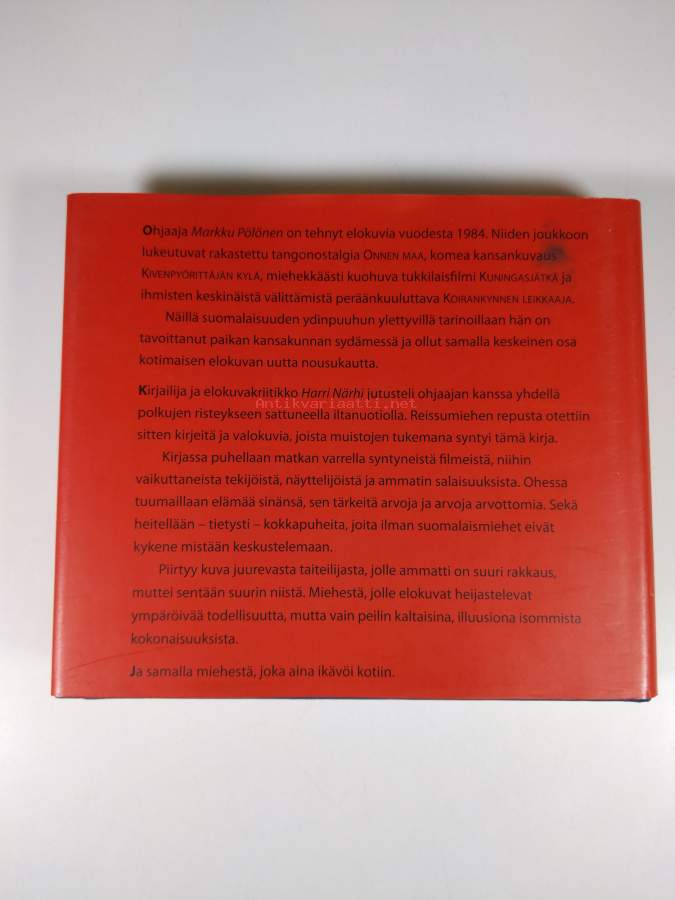 Ohjaaja Markku Pölönen on tehnyt elokuvia vuodesta 1984. Niiden joukkoon
lukeutuvat rakastettu tangonostalgia ONNEN MAA, komea kansankuvaus
KIVENPYÖRITTÄJÄN KYLÄ, miehekkäästi kuohuva tukkilaisfilmi KUNINGASJÄTKÄ ja
ihmisten keskinäistä välittämistä peräänkuuluttava KOIRANKYNNEN LEIKKAAJA.
Näillä suomalaisuuden ydinpuuhun ylettyvillä tarinoillaan hän on
tavoittanut paikan kansakunnan sydämessä ja ollut samalla keskeinen osa
kotimaisen elokuvan uutta nousukautta.
Kirjailija ja elokuvakriitikko Harri Närhi jutusteli ohjaajan kanssa yhdellä
Antikvariaatti.net
polkujen risteykseen sattuneella iltanuotiolla. Reissumiehen repusta otettiin
sitten kirjeitä ja valokuvia, joista muistojen tukemana syntyi tämä kirja.
Kirjassa puhellaan matkan varrella syntyneistä filmeistä, niihin
vaikuttaneista tekijöistä, näyttelijöistä ja ammatin salaisuuksista. Ohessa
tuumaillaan elämää sinänsä, sen tärkeitä arvoja ja arvoja arvottomia. Sekä
heitellään – tietysti – kokkapuheita, joita ilman suomalaismiehet eivät
kykene mistään keskustelemaan.
Piirtyy kuva juurevasta taiteilijasta, jolle ammatti on suuri rakkaus,
muttei sentään suurin niistä. Miehestä, jolle elokuvat heijastelevat
ympäröivää todellisuutta, mutta vain peilin kaltaisina, illuusiona isommista
kokonaisuuksista.
Ja samalla miehestä, joka aina ikävöi kotiin.